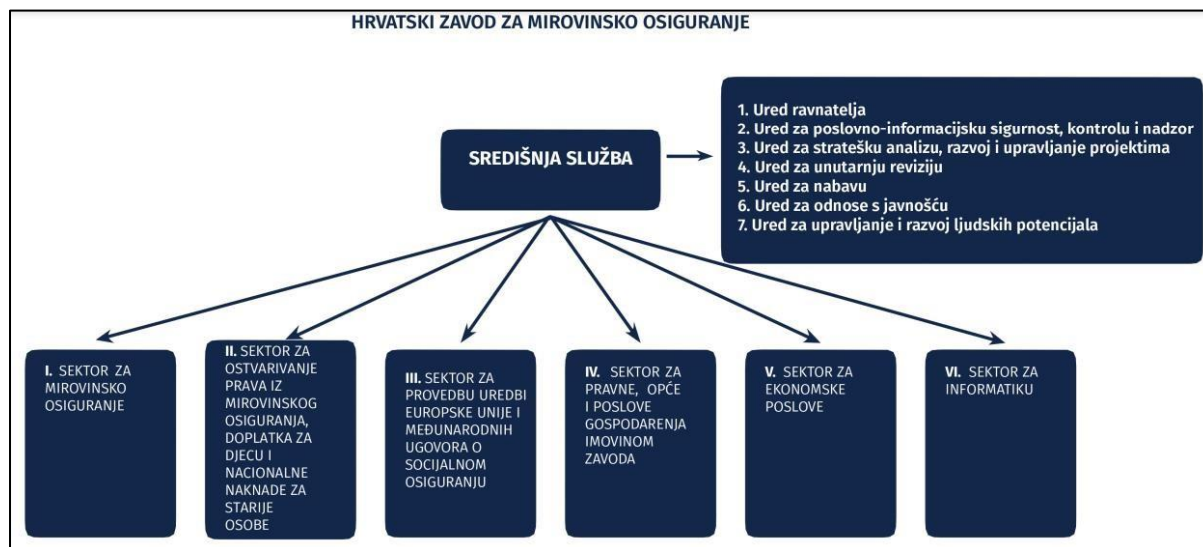 HRVATSKI ZAVOD ZA MIROVINSKO OSIGURANJE
SREDIŠNJA SLUŽBA
1. Ured ravnatelja
2. Ured za poslovno-informacijsku sigurnost, kontrolu i nadzor
3. Ured za stratešku analizu, razvoj i upravljanje projektima
4. Ured za unutarnju reviziju
5. Ured za nabavu
6. Ured za odnose s javnošću
7. Ured za upravljanje i razvoj ljudskih potencijala
I. SEKTOR ZA
MIROVINSKO
OSIGURANJE
II. SEKTOR ZA
OSTVARIVANJE
PRAVA IZ
MIROVINSKOG
OSIGURANJA,
DOPLATKA ZA
DJECU I
NACIONALNE
NAKNADE ZA
STARIJE
OSOBE
III. SEKTOR ZA
PROVEDBU UREDBI
EUROPSKE UNIJE I
MEĐUNARODNIH
UGOVORA O
SOCIJALNOM
OSIGURANJU
IV. SEKTOR ZA
PRAVNE, OPĆE
I POSLOVE
GOSPODARENJA
IMOVINOM
ZAVODA
V. SEKTOR ZA
EKONOMSKE
POSLOVE
VI. SEKTOR ZA
INFORMATIKU